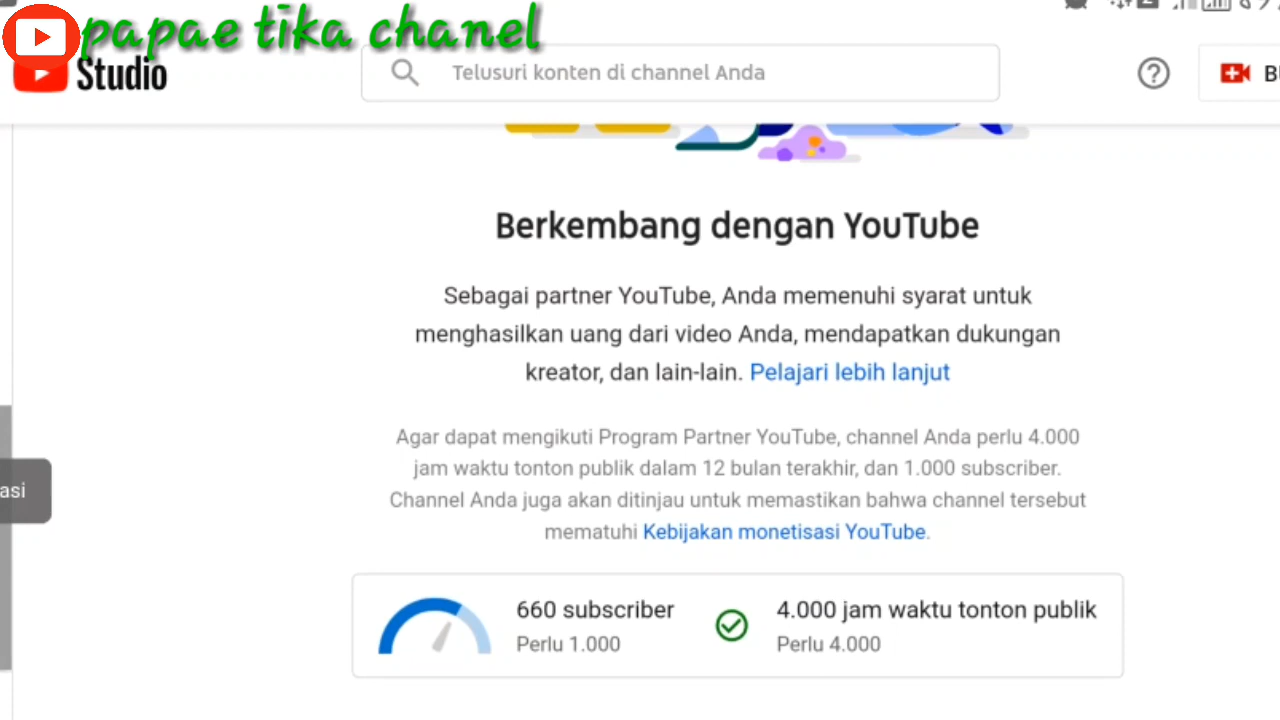 papae tika chanel
Studio
Telusuri konten di channel Anda
Berkembang dengan YouTube
Sebagai partner YouTube, Anda memenuhi syarat untuk
menghasilkan uang dari video Anda, mendapatkan dukungan
kreator, dan lain-lain. Pelajari lebih lanjut
Agar dapat mengikuti Program Partner YouTube, channel Anda perlu 4.000
jam waktu tonton publik dalam 12 bulan terakhir, dan 1.000 subscriber.
Channel Anda juga akan ditinjau untuk memastikan bahwa channel tersebut
mematuhi Kebijakan monetisasi YouTube.
asi
660 subscriber
Perlu 1.000
4.000 jam waktu tonton publik
Perlu 4.000